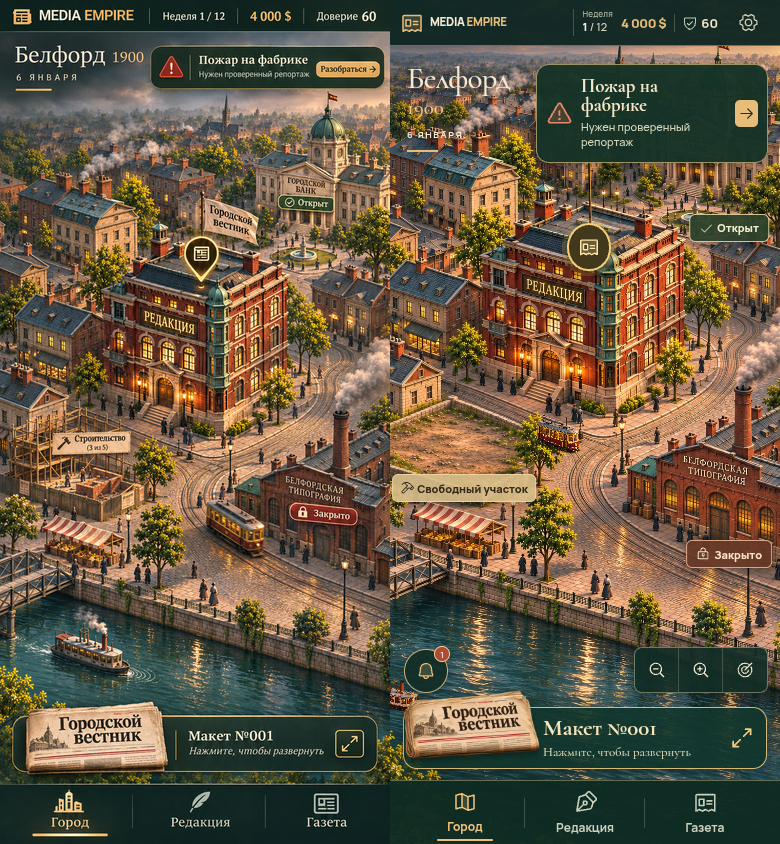 MEDIA EMPIRE
Неделя 1 / 12
4 000 $
Доверие 60
Белфорд 1900
6 ЯНВАРЯ
Пожар на фабрике
Нужен проверенный репортаж
Разобраться →
ГОРОДСКОЙ
БАНК
Открыт
Городской
вестник
РЕДАКЦИЯ
Строительство
(3 из 5)
БЕЛФОРДСКАЯ
ТИПОГРАФИЯ
Закрыто
Городской
вестник
Макет №001
Нажмите, чтобы развернуть
Город
Редакция
Газета
MEDIA EMPIRE
Неделя
1 / 12
4 000 $
60
Белфорд
1900
6 ЯНВАРЯ
Пожар на
фабрике
Нужен проверенный
репортаж
Открыт
РЕДАКЦИЯ
Свободный участок
БЕЛФОРДСКАЯ
ТИПОГРАФИЯ
Закрыто
1
Городской
вестник
Макет №001
Нажмите, чтобы развернуть
Город
Редакция
Газета